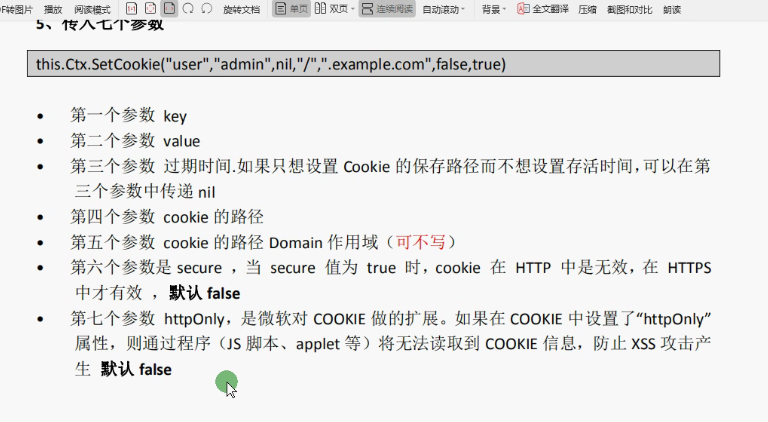 F转图片 播放 阅读模式 旋转文档 单页 双页 连续阅读 自动滚动 背景 全文翻译 压缩 截图和对比 朗读
5、传入七个参数
this.Ctx.SetCookie("user","admin",nil,"/",".example.com",false,true)
• 第一个参数 key
• 第二个参数 value
• 第三个参数 过期时间.如果只想设置 Cookie 的保存路径而不想设置存活时间,可以在第
三个参数中传递 nil
• 第四个参数 cookie 的路径
• 第五个参数 cookie 的路径 Domain 作用域（可不写）
• 第六个参数是 secure ，当 secure 值为 true 时，cookie 在 HTTP 中是无效，在 HTTPS
中才有效 ，默认 false
• 第七个参数 httpOnly，是微软对 COOKIE 做的扩展。如果在 COOKIE 中设置了“httpOnly”
属性，则通过程序（JS 脚本、applet 等）将无法读取到 COOKIE 信息，防止 XSS 攻击产
生 默认 false